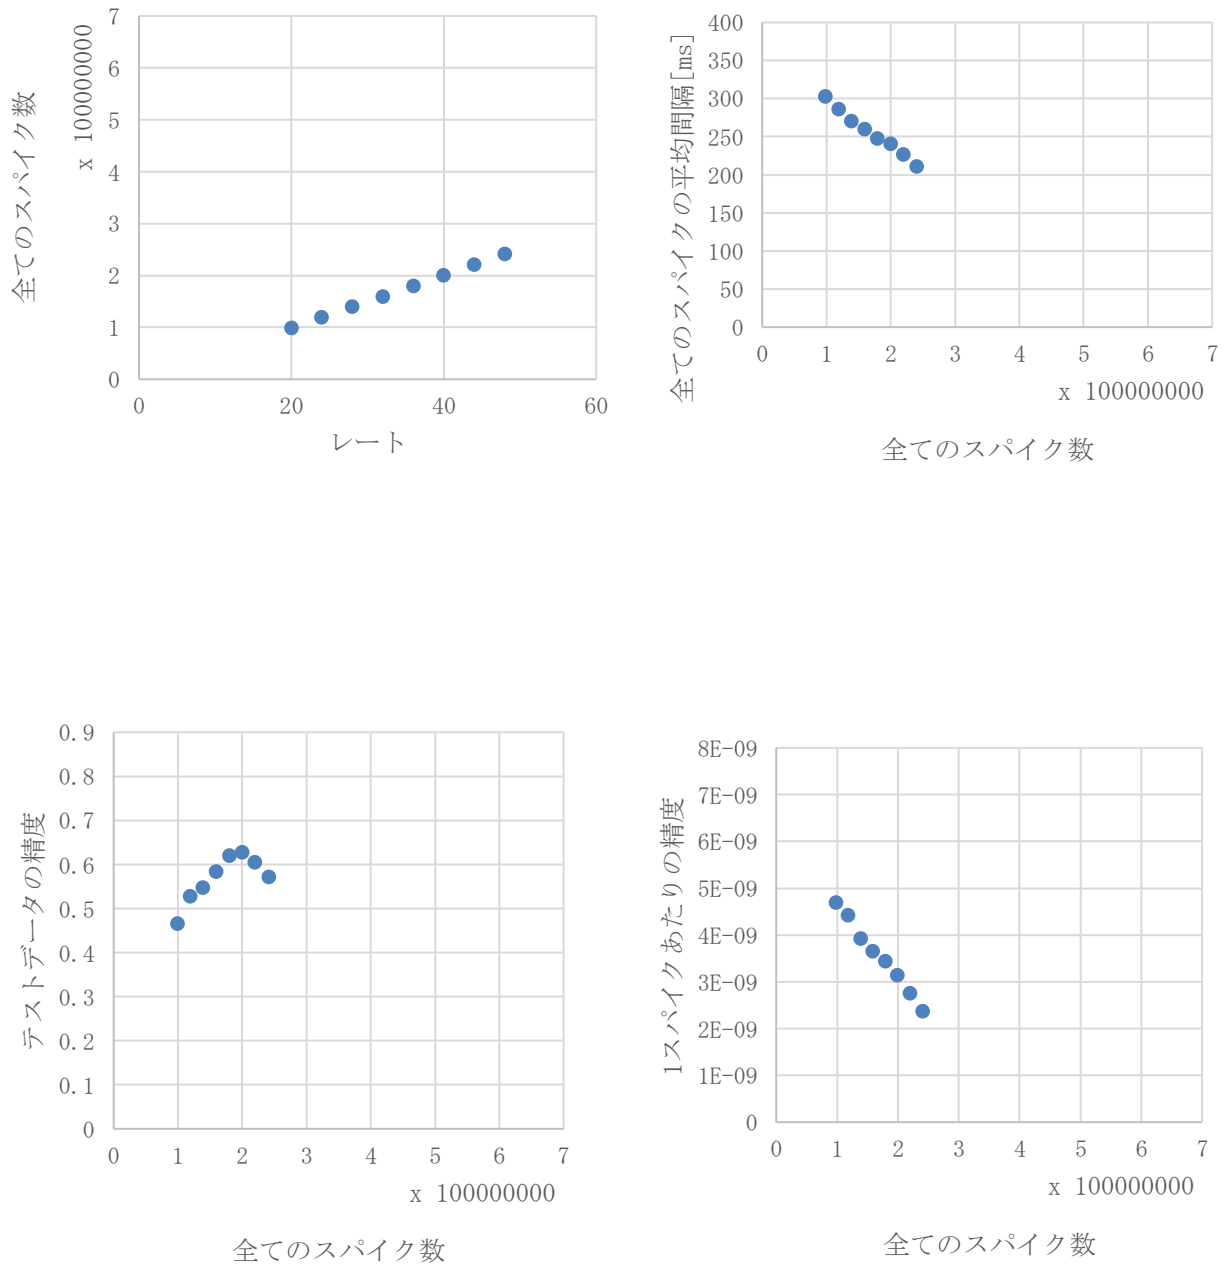 全てのスパイク数
x 100000000
7
6
5
4
3
2
1
0
0 20 40 60
レート
全てのスパイクの平均間隔[ms]
400
350
300
250
200
150
100
50
0
0 1 2 3 4 5 6 7
x 100000000
全てのスパイク数
テストデータの精度
0.9
0.8
0.7
0.6
0.5
0.4
0.3
0.2
0.1
0
0 1 2 3 4 5 6 7
x 100000000
全てのスパイク数
1スパイクあたりの精度
8E-09
7E-09
6E-09
5E-09
4E-09
3E-09
2E-09
1E-09
0
0 1 2 3 4 5 6 7
x 100000000
全てのスパイク数